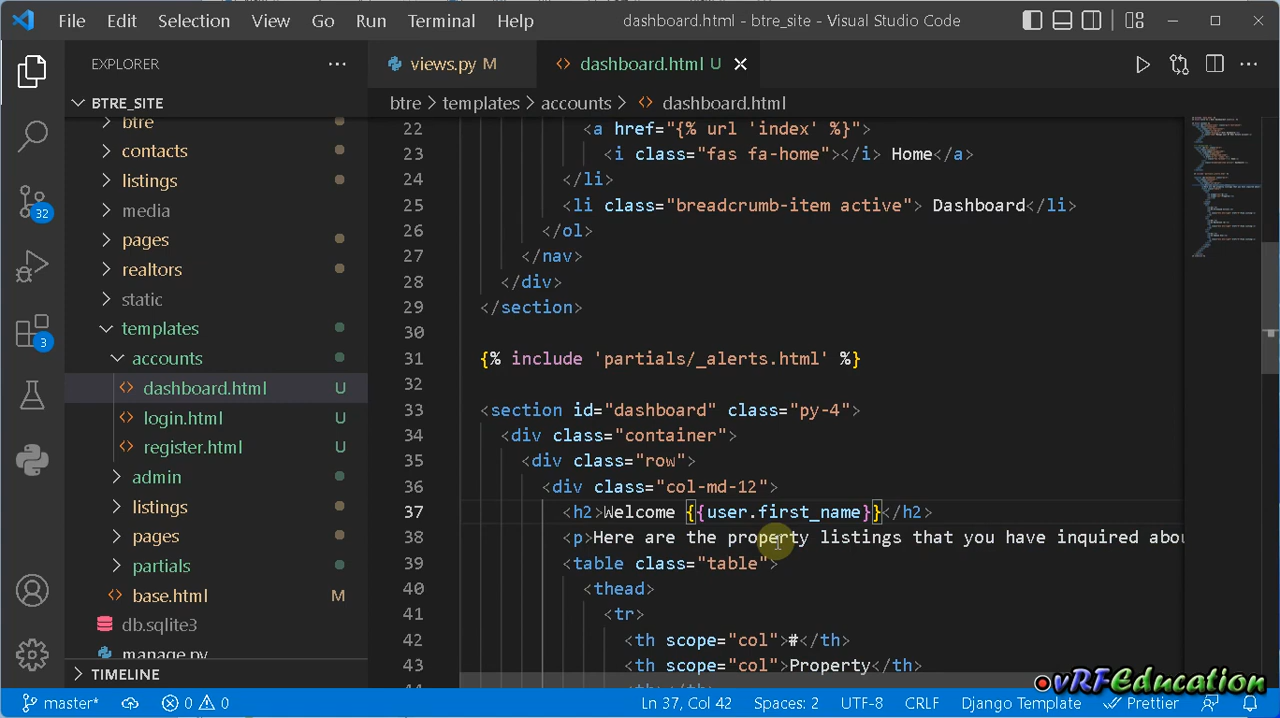 File Edit Selection View Go Run Terminal Help dashboard.html - btre_site - Visual Studio Code
EXPLORER
views.py M dashboard.html U
BTRE_SITE
btre > templates > accounts > dashboard.html
btre
contacts
listings
media
pages
realtors
static
templates
accounts
dashboard.html U
login.html U
register.html U
admin
listings
pages
partials
base.html M
db.sqlite3
manage.py
TIMELINE
32
3
22 <a href="{% url 'index' %}">
23 <i class="fas fa-home"></i> Home</a>
24 </li>
25 <li class="breadcrumb-item active"> Dashboard</li>
26 </ol>
27 </nav>
28 </div>
29 </section>
30
31 {% include 'partials/_alerts.html' %}
32
33 <section id="dashboard" class="py-4">
34 <div class="container">
35 <div class="row">
36 <div class="col-md-12">
37 <h2>Welcome {{user.first_name}}</h2>
38 <p>Here are the property listings that you have inquired abou
39 <table class="table">
40 <thead>
41 <tr>
42 <th scope="col">#</th>
43 <th scope="col">Property</th>
vRFEducation
master* 0 0 Ln 37, Col 42 Spaces: 2 UTF-8 CRLF Django Template Prettier